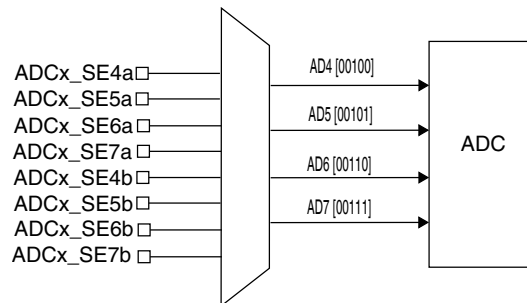 ADCx_SE4a
ADCx_SE5a
ADCx_SE6a
ADCx_SE7a
ADCx_SE4b
ADCx_SE5b
ADCx_SE6b
ADCx_SE7b
AD4 [00100]
AD5 [00101]
AD6 [00110]
AD7 [00111]
ADC